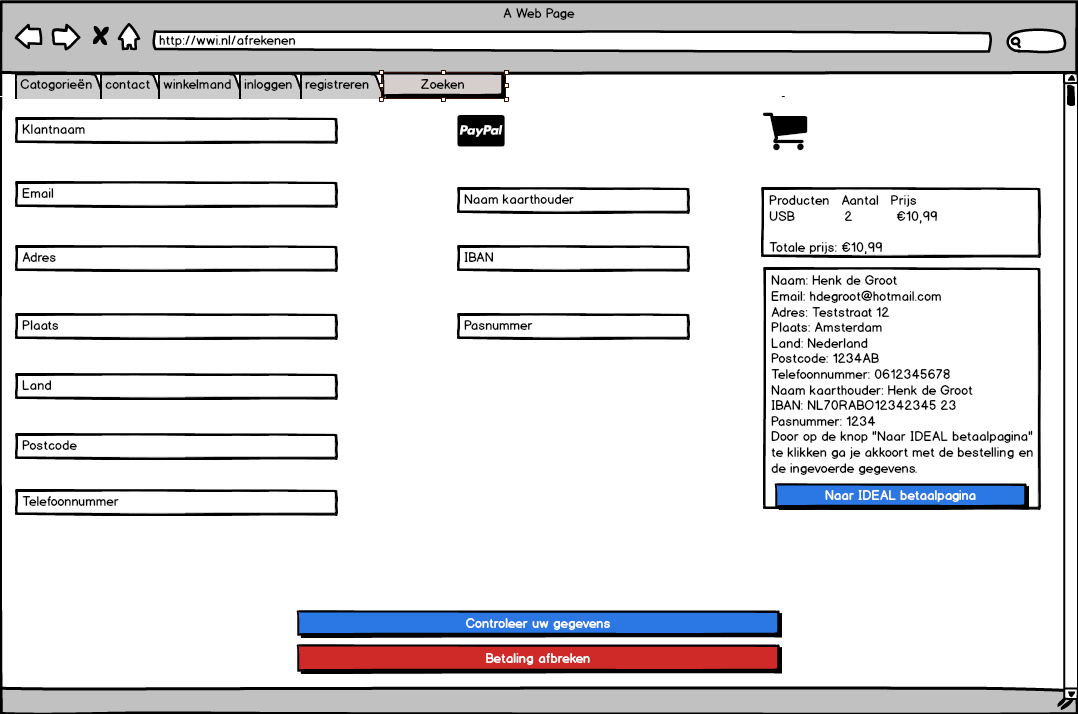 A Web Page
http://wwi.nl/afrekenen
Catogorieën contact winkelmand inloggen registreren Zoeken
Klantnaam
Email
Adres
Plaats
Land
Postcode
Telefoonnummer
PayPal
Naam kaarthouder
IBAN
Pasnummer
Producten Aantal Prijs
USB 2 €10,99
Totale prijs: €10,99
Naam: Henk de Groot
Email: hdegroot@hotmail.com
Adres: Teststraat 12
Plaats: Amsterdam
Land: Nederland
Postcode: 1234AB
Telefoonnummer: 0612345678
Naam kaarthouder: Henk de Groot
IBAN: NL70RABO12342345 23
Pasnummer: 1234
Door op de knop "Naar IDEAL betaalpagina"
te klikken ga je akkoort met de bestelling en
de ingevoerde gegevens.
Naar IDEAL betaalpagina
Controleer uw gegevens
Betaling afbreken